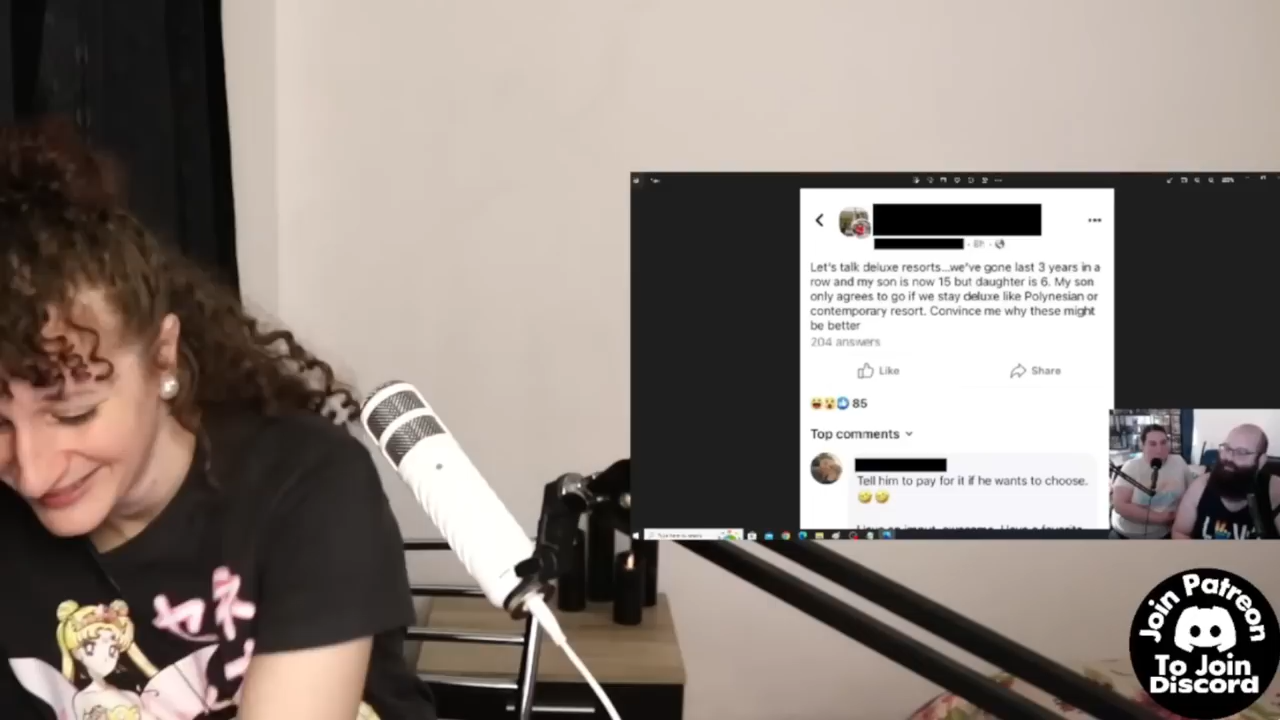 Let's talk deluxe resorts...we've gone last 3 years in a
row and my son is now 15 but daughter is 6. My son
only agrees to go if we stay deluxe like Polynesian or
contemporary resort. Convince me why these might
be better
204 answers
Like
Share
85
Top comments
Tell him to pay for it if he wants to choose.
ヤネ
Join Patreon
To Join
Discord